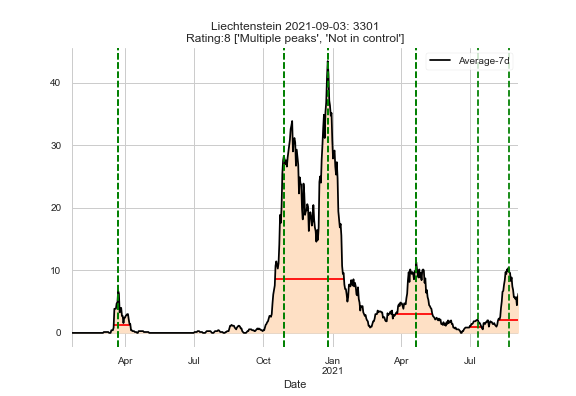 Liechtenstein 2021-09-03: 3301
Rating:8 ['Multiple peaks', 'Not in control']
Average-7d
40
30
20
10
0
Apr Jul Oct Jan Apr Jul
2021
Date